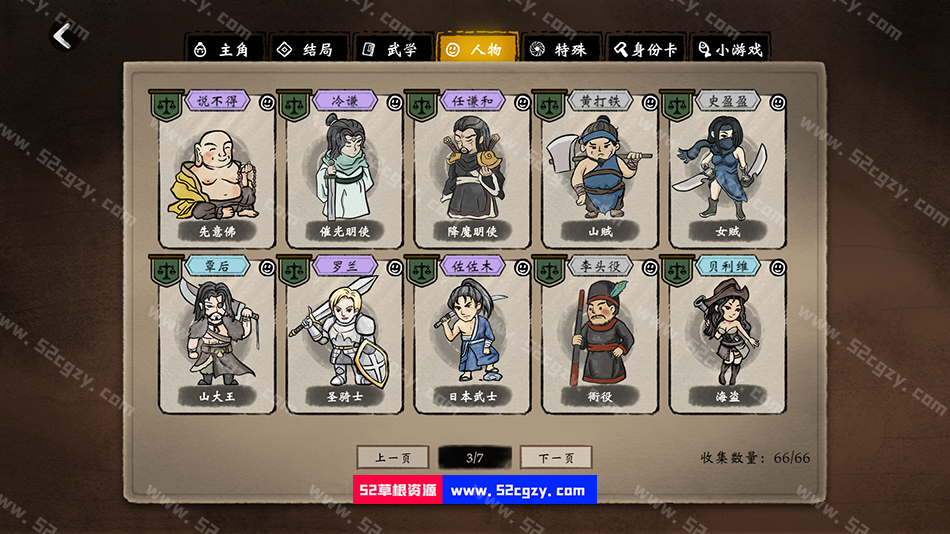 主角 结局 武学 人物 特殊 身份卡 小游戏
说不得 冷谦 任谦和 黄打铁 史盈盈
先意佛 催光明使 降魔明使 山贼 女贼
覃后 罗兰 佐佐木 李头役 贝利维
山大王 圣骑士 日本武士 衙役 海盗
上一页 3/7 下一页 收集数量：66/66
52草根资源 www.52cgzy.com
www.52cgzy.com